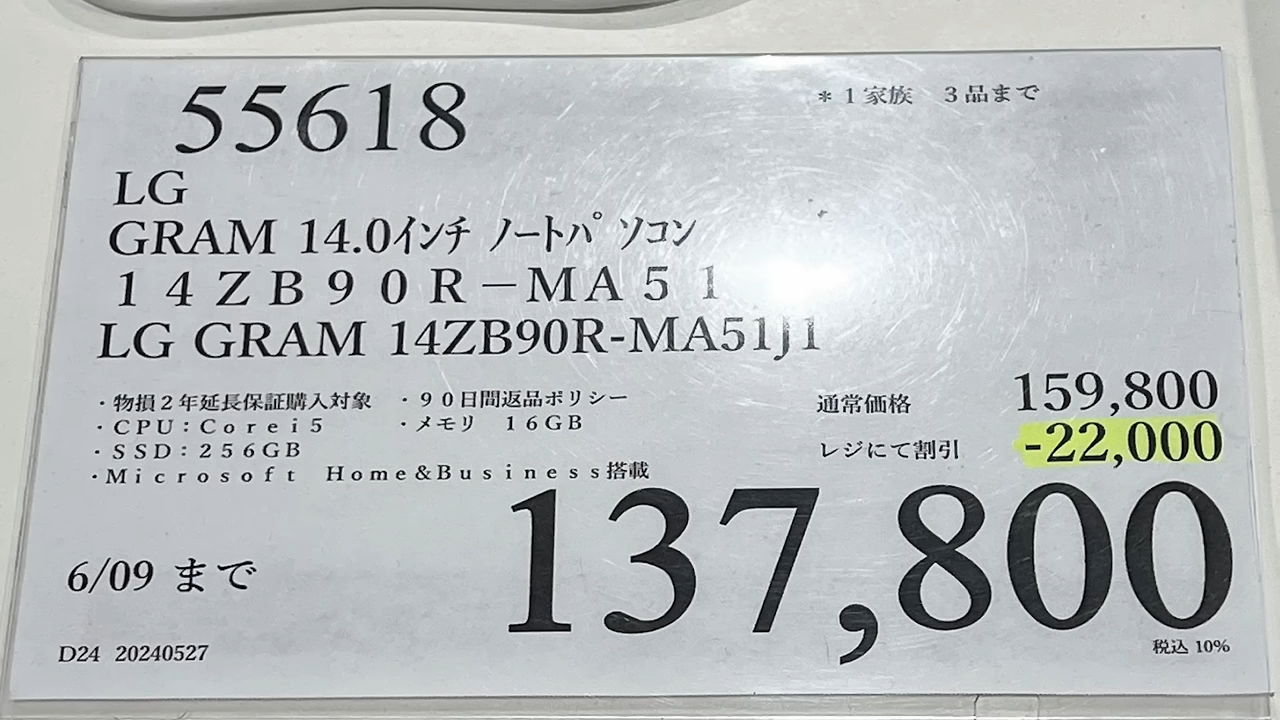 55618
＊１家族　３品まで
LG
GRAM 14.0ｲﾝﾁ ﾉｰﾄﾊﾟｿｺﾝ
１４ＺＢ９０Ｒ－ＭＡ５１
LG GRAM 14ZB90R-MA51J1
・物損２年延長保証購入対象　・９０日間返品ポリシー
・ＣＰＵ：Ｃｏｒｅｉ５　・メモリ　１６ＧＢ
・ＳＳＤ：２５６ＧＢ
・Ｍｉｃｒｏｓｏｆｔ　Ｈｏｍｅ＆Ｂｕｓｉｎｅｓｓ搭載
通常価格 159,800
レジにて割引 -22,000
137,800
6/09 まで
税込 10%
D24 20240527